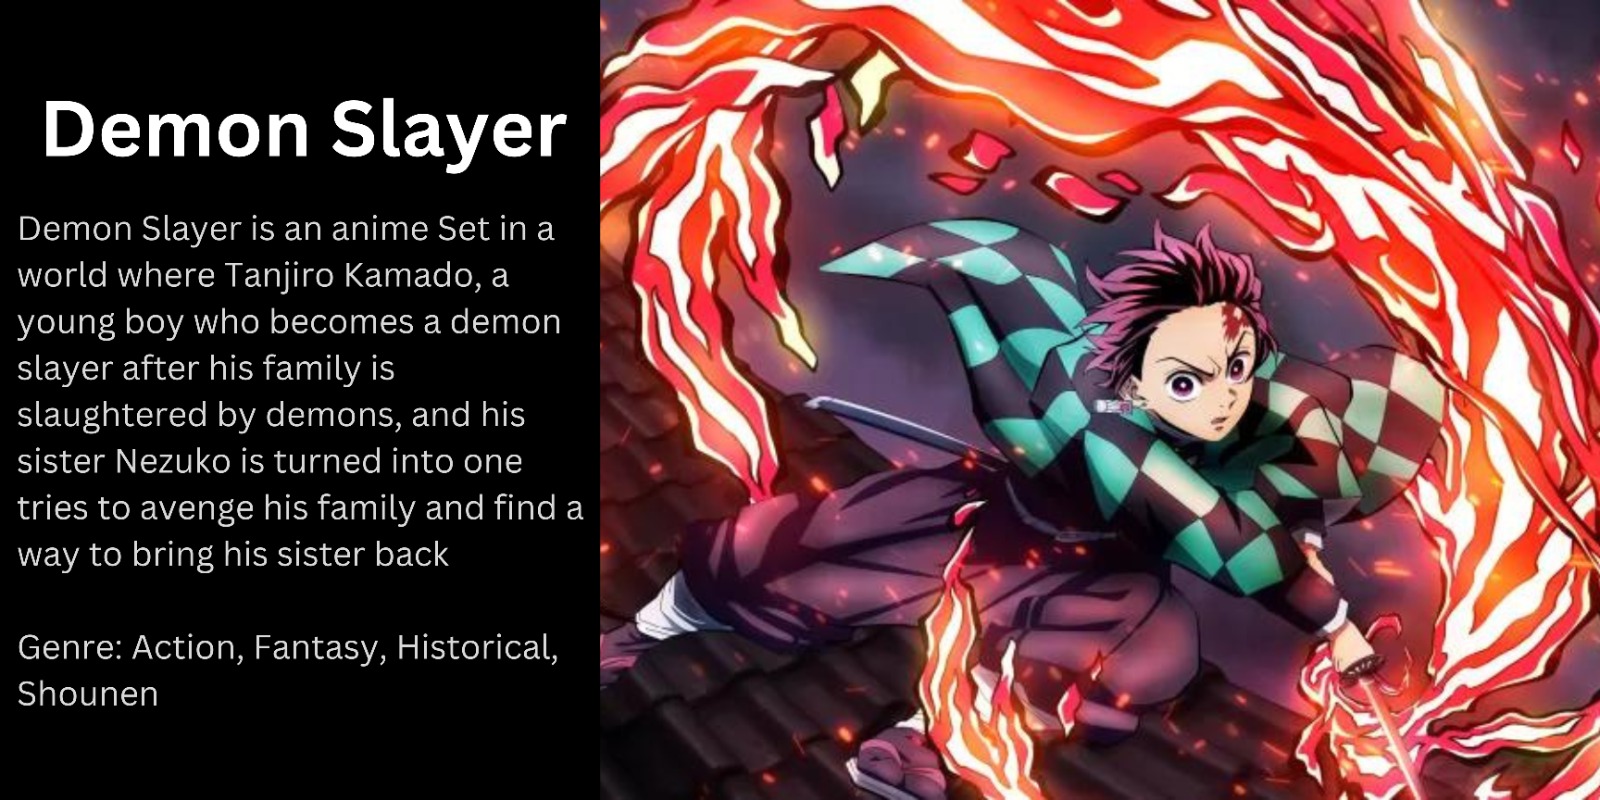 Demon Slayer
Demon Slayer is an anime Set in a
world where Tanjiro Kamado, a
young boy who becomes a demon
slayer after his family is
slaughtered by demons, and his
sister Nezuko is turned into one
tries to avenge his family and find a
way to bring his sister back
Genre: Action, Fantasy, Historical,
Shounen